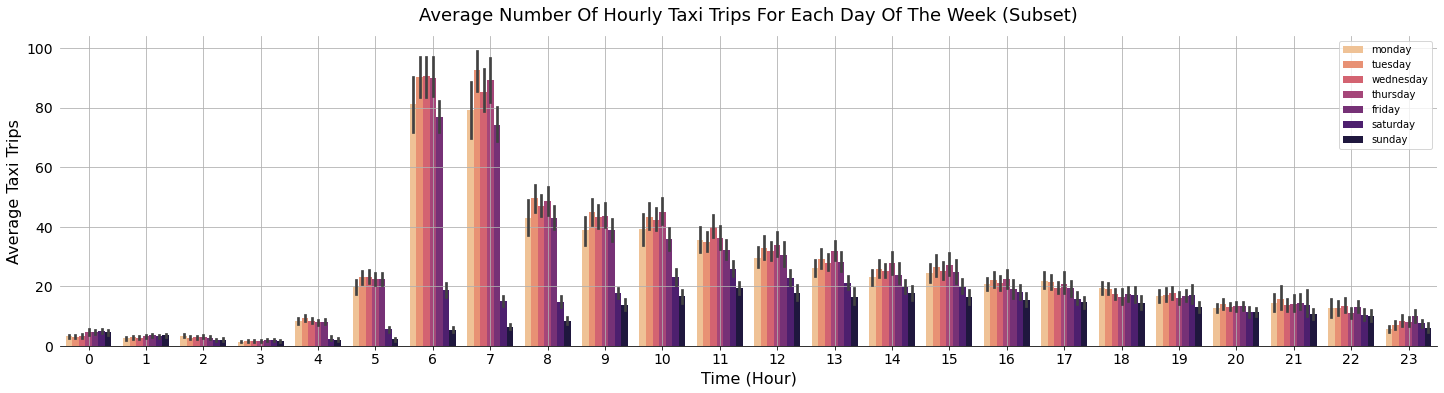 Average Number Of Hourly Taxi Trips For Each Day Of The Week (Subset)
Average Taxi Trips
100
80
60
40
20
0
monday
tuesday
wednesday
thursday
friday
saturday
sunday
0 1 2 3 4 5 6 7 8 9 10 11 12 13 14 15 16 17 18 19 20 21 22 23
Time (Hour)